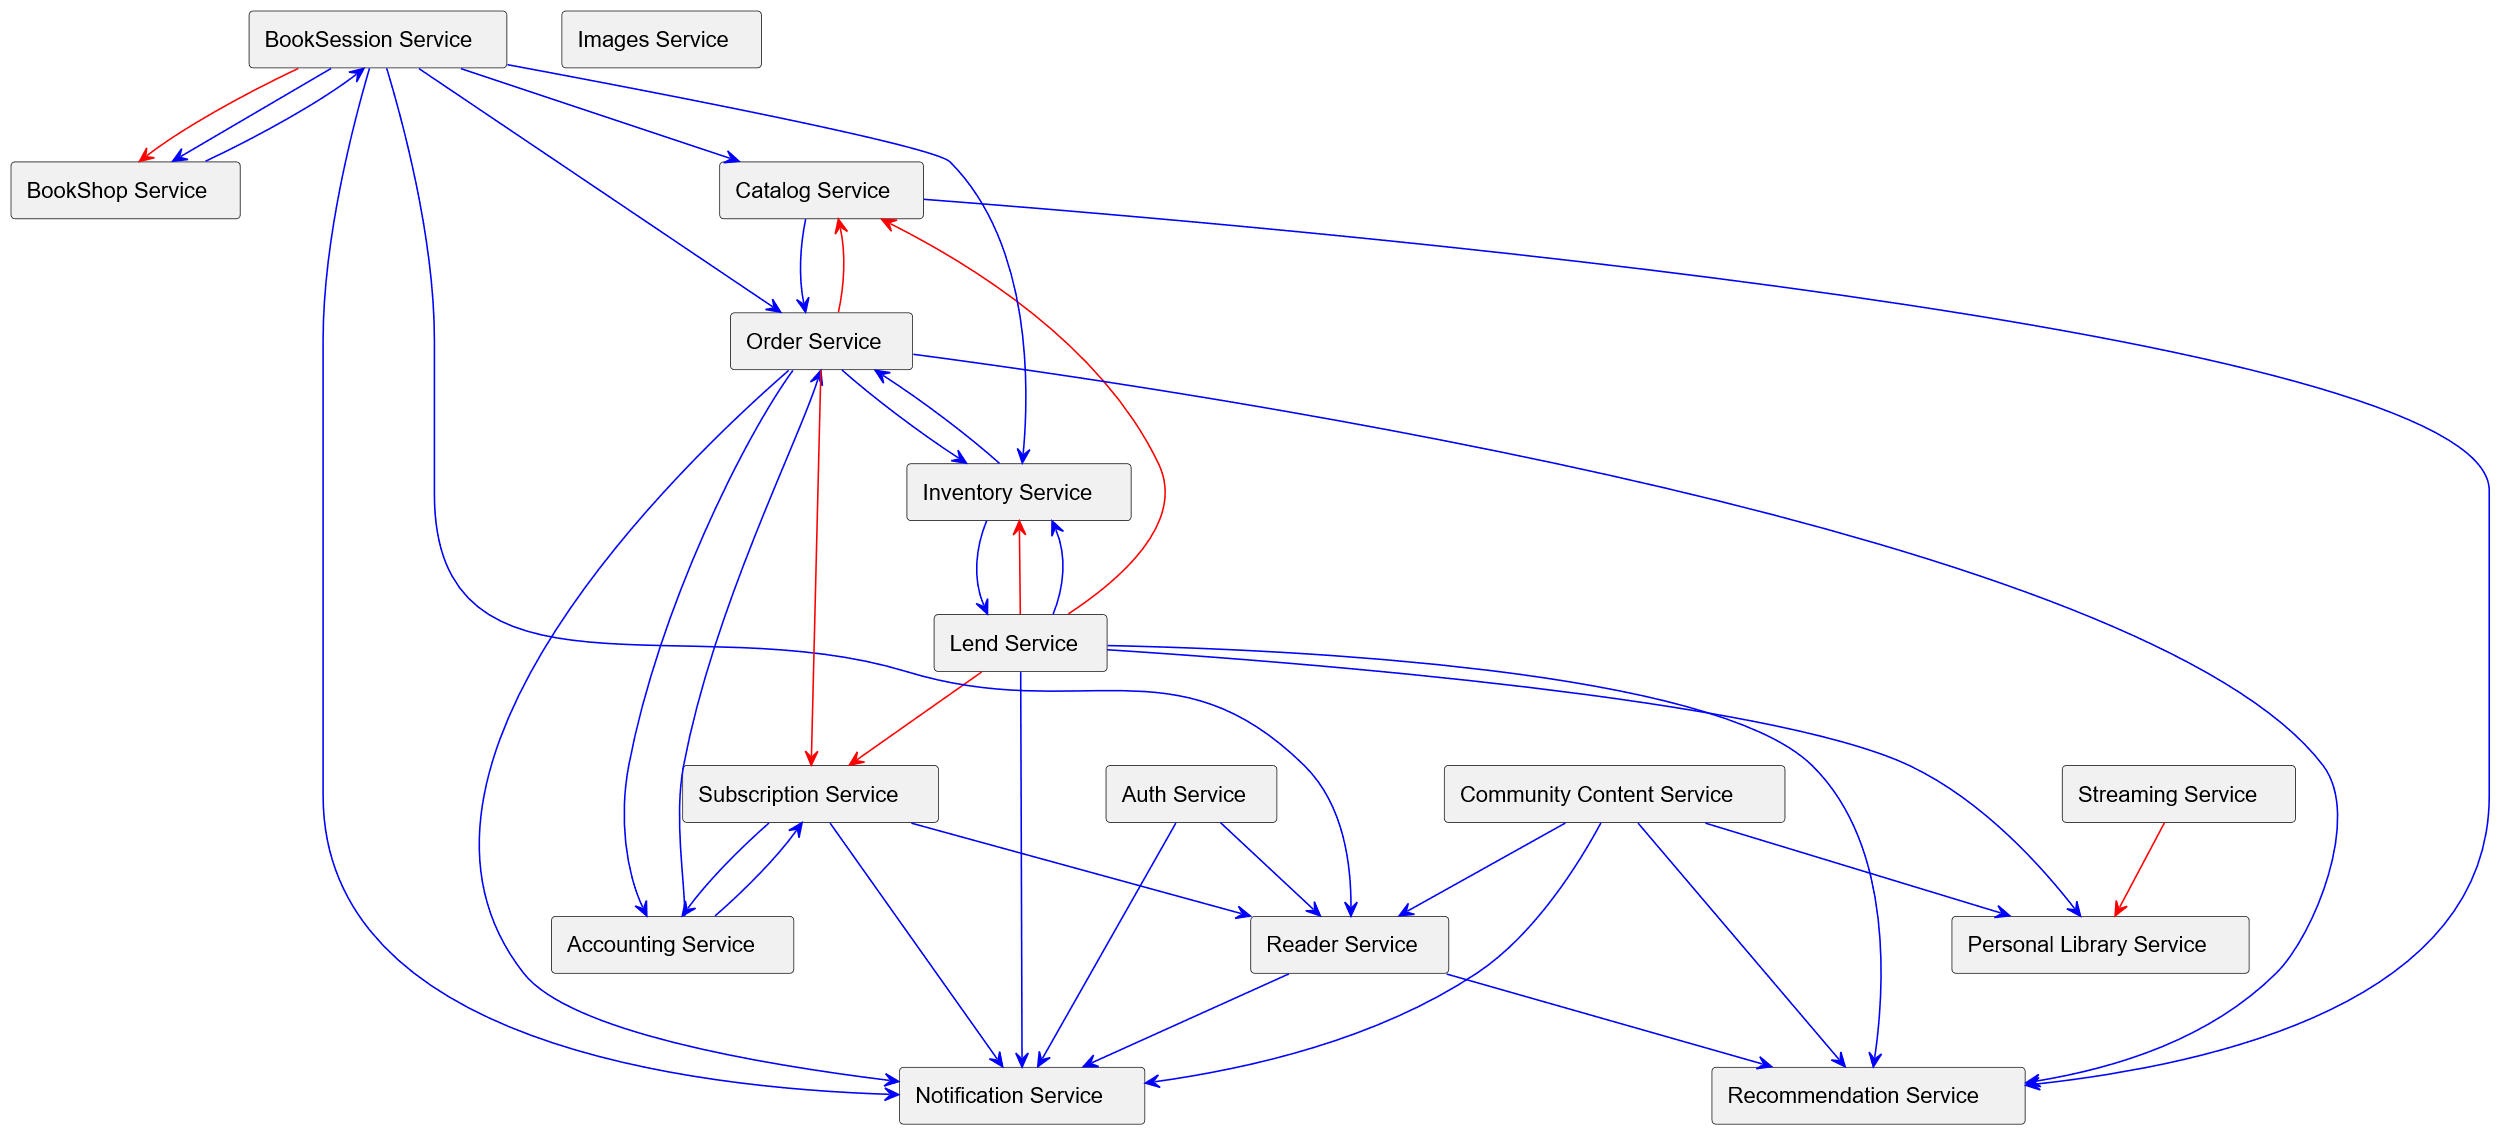 BookSession Service
Images Service
BookShop Service
Catalog Service
Order Service
Inventory Service
Lend Service
Subscription Service
Auth Service
Community Content Service
Streaming Service
Accounting Service
Reader Service
Personal Library Service
Notification Service
Recommendation Service